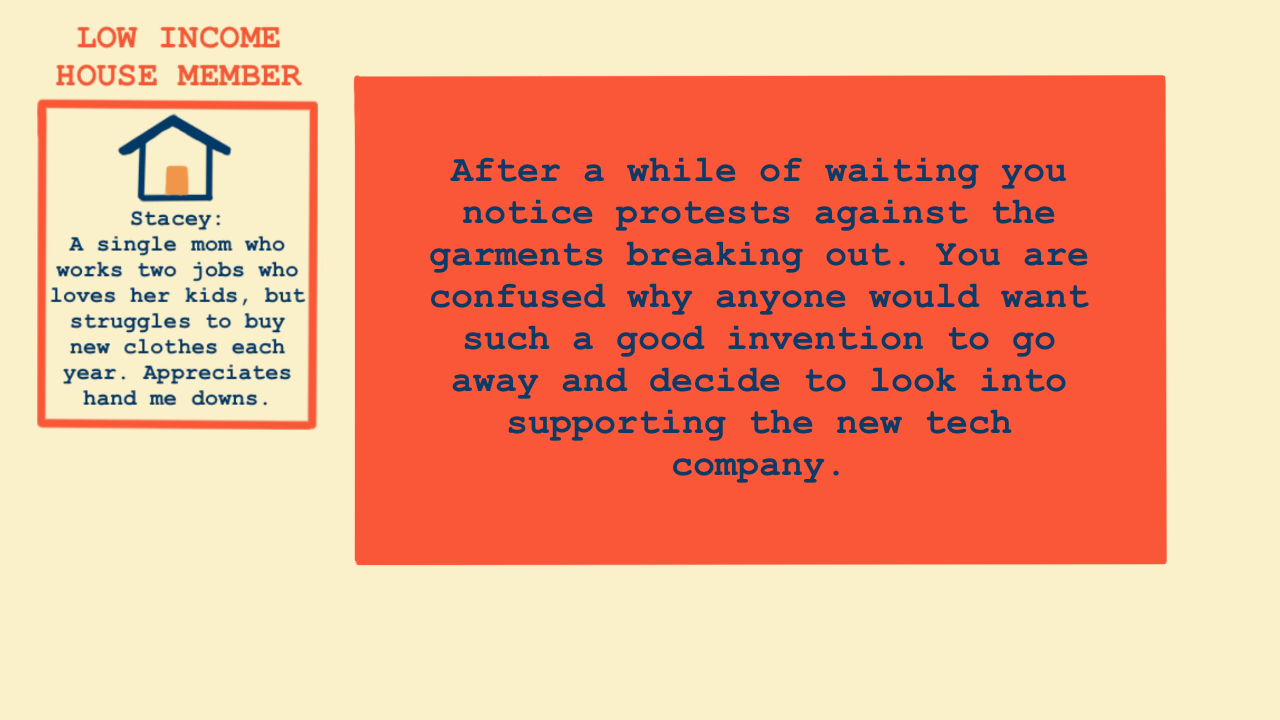 LOW INCOME
HOUSE MEMBER
Stacey:
A single mom who
works two jobs who
loves her kids, but
struggles to buy
new clothes each
year. Appreciates
hand me downs.
After a while of waiting you
notice protests against the
garments breaking out. You are
confused why anyone would want
such a good invention to go
away and decide to look into
supporting the new tech
company.